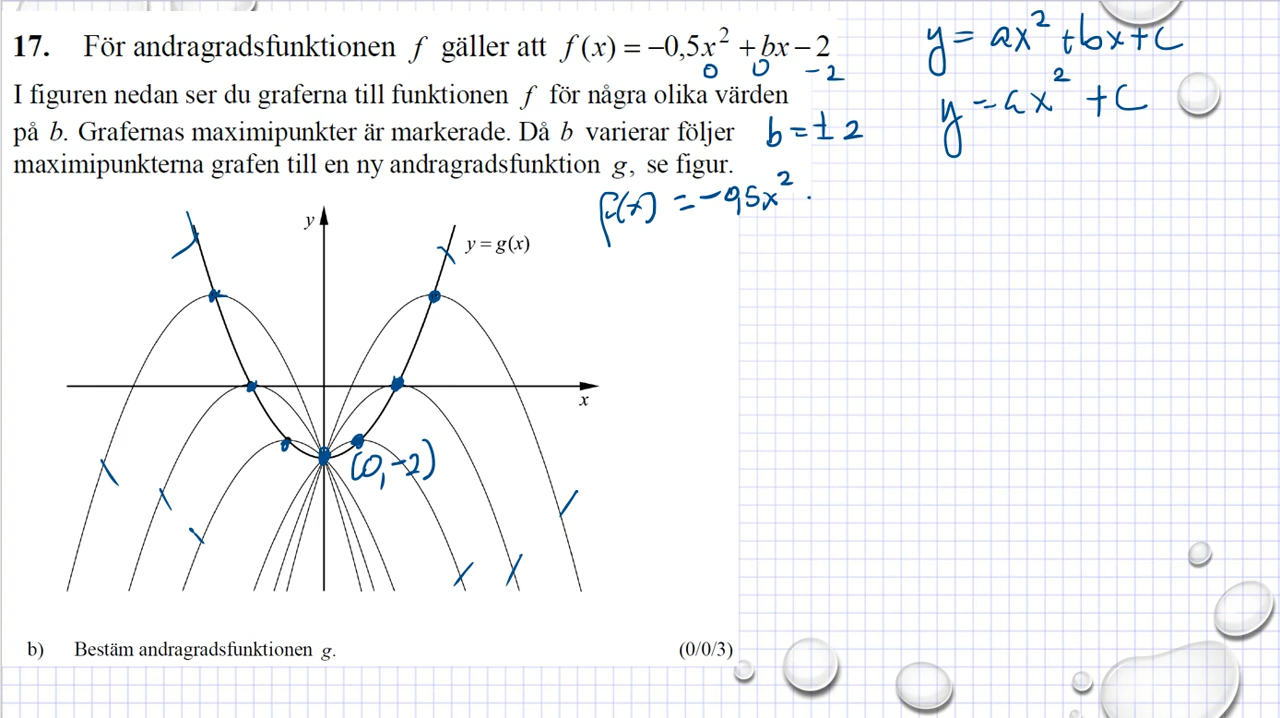 17. För andragradsfunktionen f gäller att f(x) = −0,5x² + bx − 2
0 0 −2
I figuren nedan ser du graferna till funktionen f för några olika värden
på b. Grafernas maximipunkter är markerade. Då b varierar följer
maximipunkterna grafen till en ny andragradsfunktion g, se figur.
y = ax² + bx + c
y = ax² + c
b = ± 2
f(x) = −0,5x²
y
y = g(x)
x
(0, −2)
b) Bestäm andragradsfunktionen g. (0/0/3)